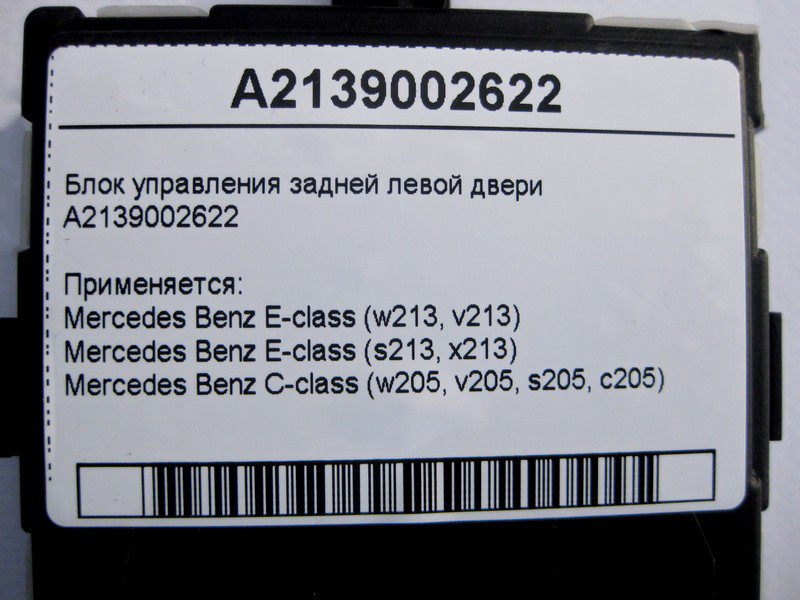 A2139002622
Блок управления задней левой двери
A2139002622
Применяется:
Mercedes Benz E-class (w213, v213)
Mercedes Benz E-class (s213, x213)
Mercedes Benz C-class (w205, v205, s205, c205)